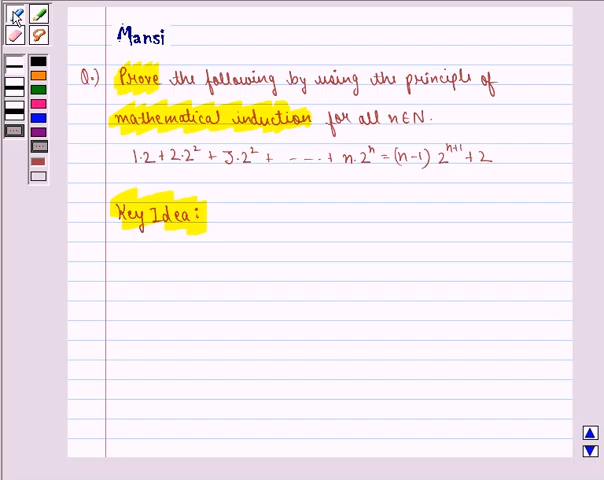 Mansi
Q.) Prove the following by using the principle of
mathematical induction for all n∈N.
1·2 + 2·2² + 3·2² + - - - - + n·2ⁿ = (n-1) 2ⁿ⁺¹ + 2
Key Idea: